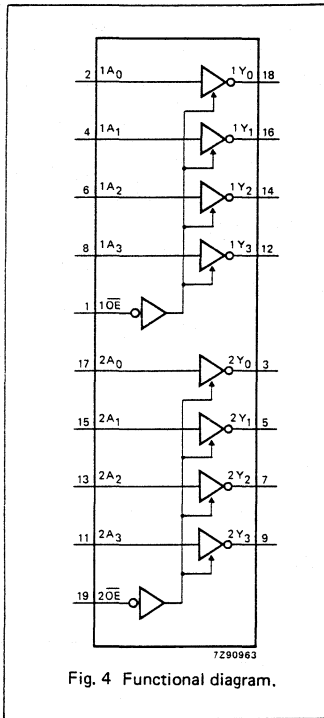 2 1A0 1Y0 18
4 1A1 1Y1 16
6 1A2 1Y2 14
8 1A3 1Y3 12
1 1OE
17 2A0 2Y0 3
15 2A1 2Y1 5
13 2A2 2Y2 7
11 2A3 2Y3 9
19 2OE
7Z90963
Fig. 4 Functional diagram.